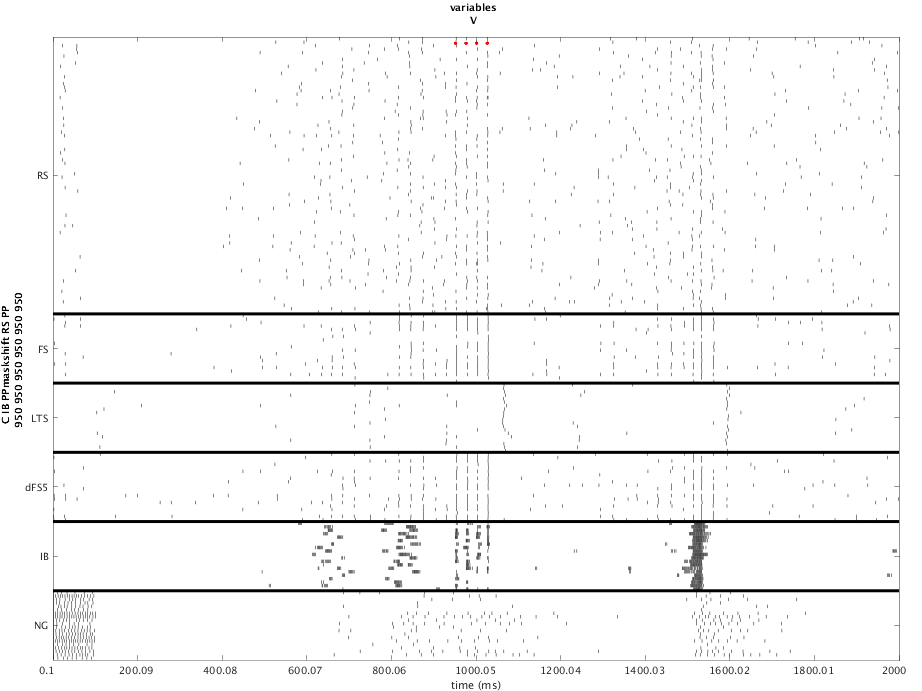 variables
V
C IB PPmaskshift RS PP
950 950 950 950 950 950
RS
FS
LTS
dFS5
IB
NG
0.1 200.09 400.08 600.07 800.06 1000.05 1200.04 1400.03 1600.02 1800.01 2000
time (ms)